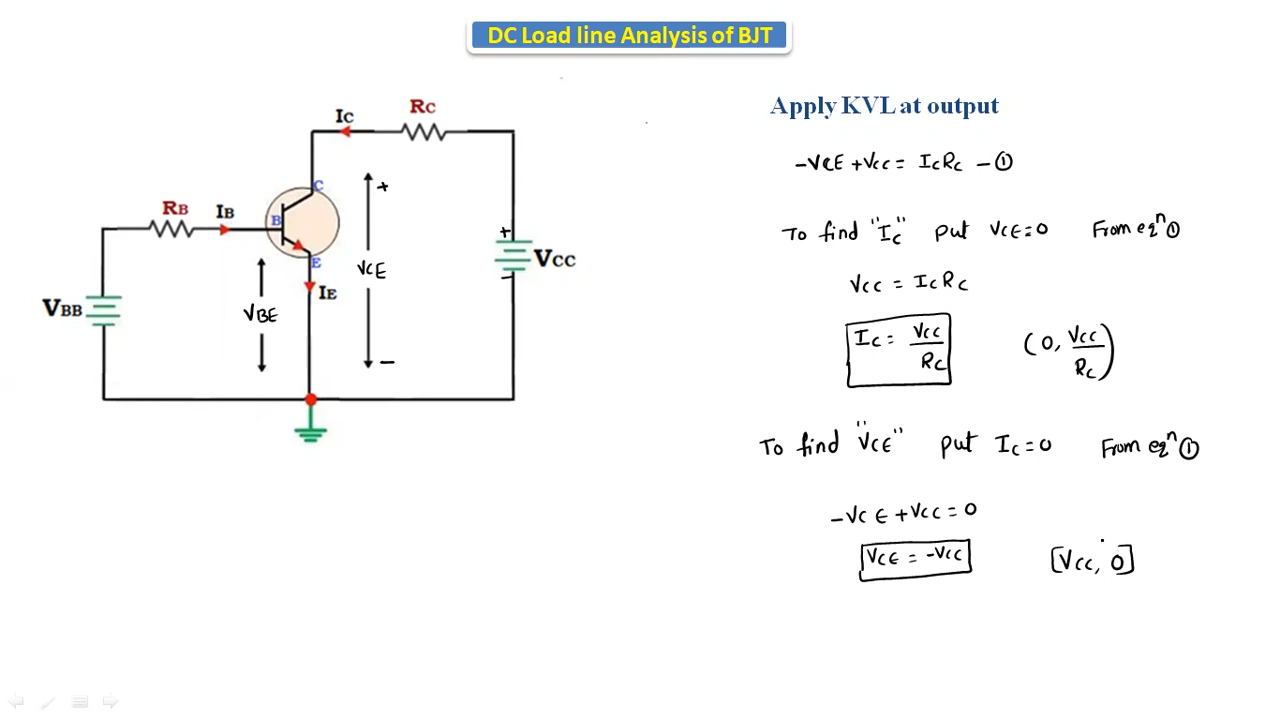 DC Load line Analysis of BJT
Apply KVL at output
-VCE +Vcc = IcRc - ①
To find "Ic" put VCE=0 From eqⁿ ①
Vcc = IcRc
Ic = Vcc/Rc (0, Vcc/Rc)
To find "VCE" put Ic=0 From eqⁿ ①
-VCE +VCC = 0
VCE = -Vcc [Vcc, 0]
IC RC
C
+
RB IB B
E
IE
VBE
VCE
-
VBB
+
VCC
-